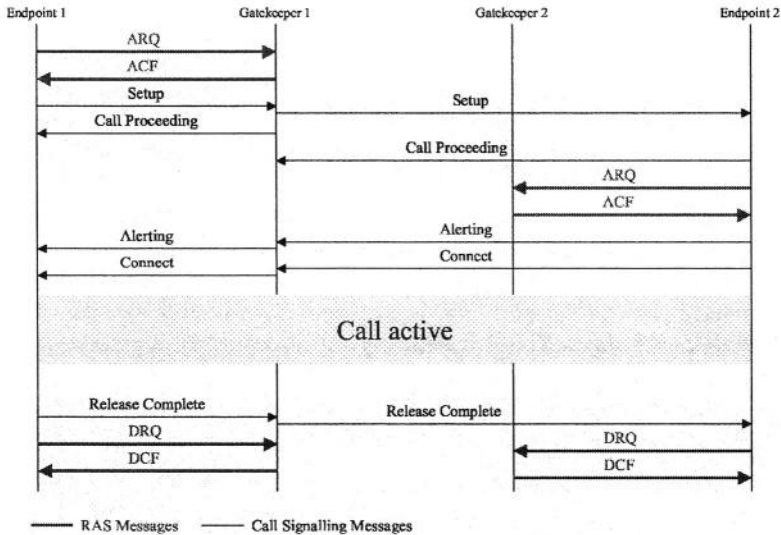 Endpoint 1 Gatekeeper 1 Gatekeeper 2 Endpoint 2
ARQ
ACF
Setup
Setup
Call Proceeding
Call Proceeding
ARQ
ACF
Alerting
Alerting
Connect
Connect
Call active
Release Complete
Release Complete
DRQ
DRQ
DCF
DCF
RAS Messages Call Signalling Messages